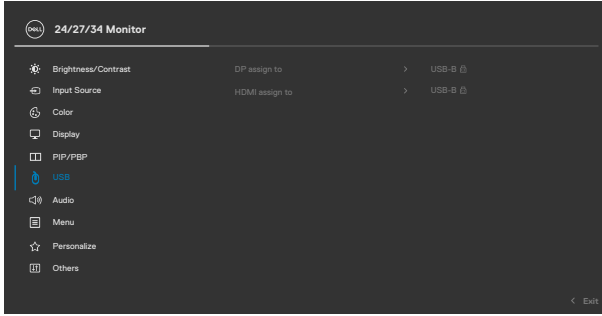 DELL 24/27/34 Monitor
Brightness/Contrast DP assign to > USB-B
Input Source HDMI assign to > USB-B
Color
Display
PIP/PBP
USB
Audio
Menu
Personalize
Others
< Exit